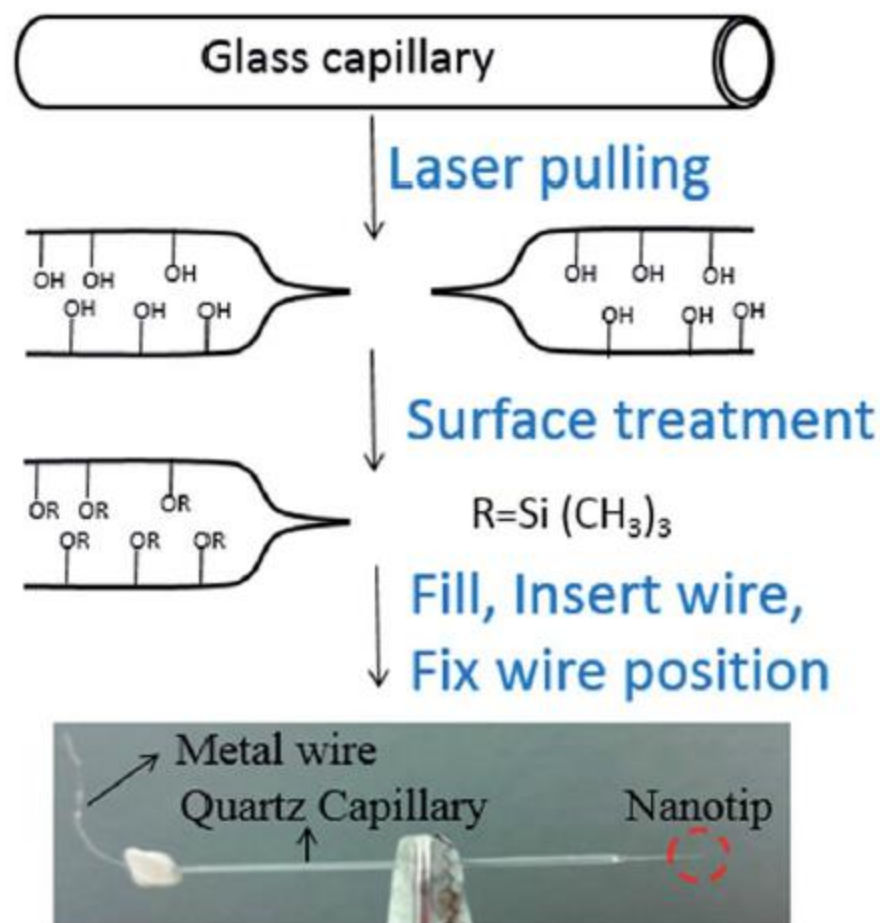 Glass capillary
Laser pulling
OH OH OH OH OH OH
OH OH OH OH OH OH
Surface treatment
OR OR OR
OR OR OR
R=Si (CH₃)₃
Fill, Insert wire,
Fix wire position
Metal wire
Quartz Capillary Nanotip